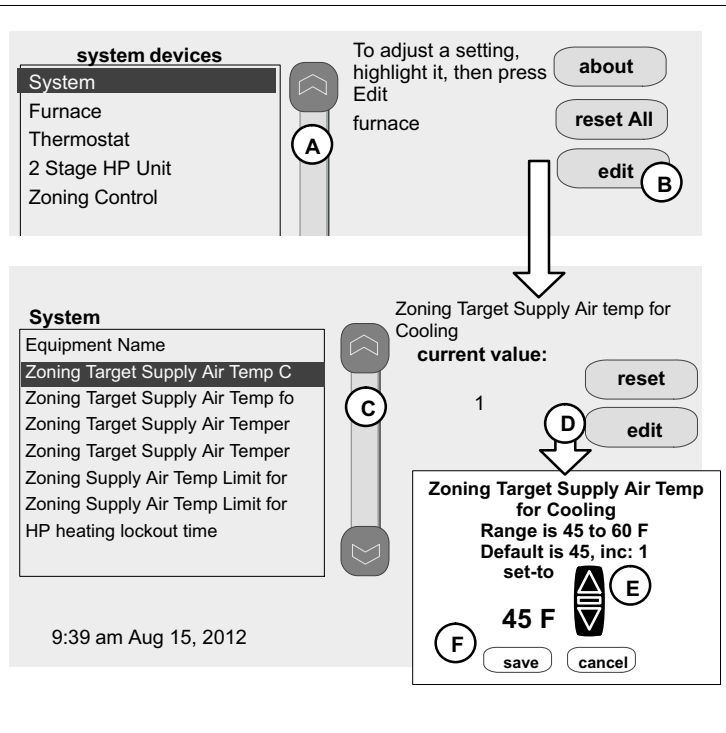 system devices
System
Furnace
Thermostat
2 Stage HP Unit
Zoning Control
A
To adjust a setting,
highlight it, then press
Edit
furnace
about
reset All
edit
B
System
Equipment Name
Zoning Target Supply Air Temp C
Zoning Target Supply Air Temp fo
Zoning Target Supply Air Temper
Zoning Target Supply Air Temper
Zoning Supply Air Temp Limit for
Zoning Supply Air Temp Limit for
HP heating lockout time
C
9:39 am Aug 15, 2012
Zoning Target Supply Air temp for
Cooling
current value:
1
reset
D
edit
Zoning Target Supply Air Temp
for Cooling
Range is 45 to 60 F
Default is 45, inc: 1
set-to
E
45 F
F
save
cancel